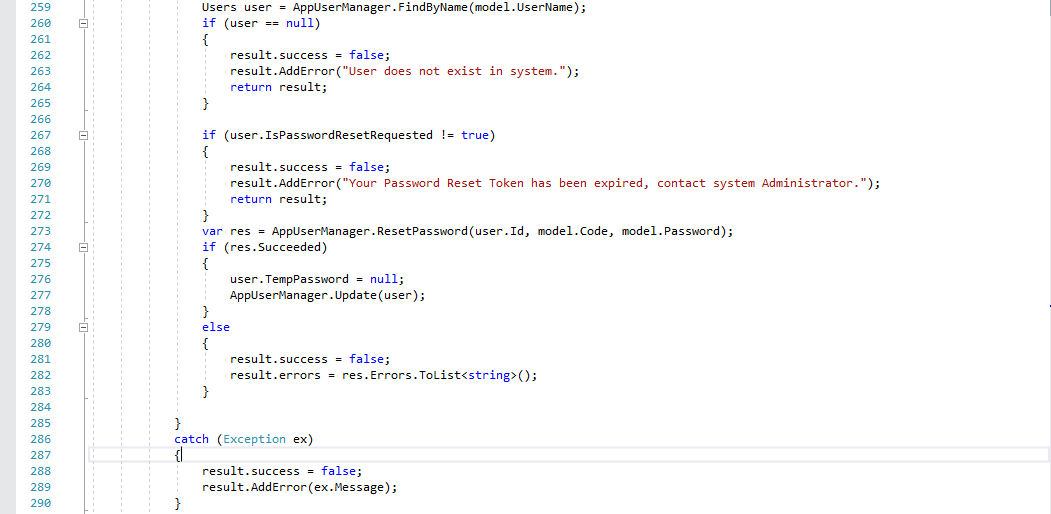 259 Users user = AppUserManager.FindByName(model.UserName);
260 if (user == null)
261 {
262 result.success = false;
263 result.AddError("User does not exist in system.");
264 return result;
265 }
266
267 if (user.IsPasswordResetRequested != true)
268 {
269 result.success = false;
270 result.AddError("Your Password Reset Token has been expired, contact system Administrator.");
271 return result;
272 }
273 var res = AppUserManager.ResetPassword(user.Id, model.Code, model.Password);
274 if (res.Succeeded)
275 {
276 user.TempPassword = null;
277 AppUserManager.Update(user);
278 }
279 else
280 {
281 result.success = false;
282 result.errors = res.Errors.ToList<string>();
283 }
284
285 }
286 catch (Exception ex)
287 {
288 result.success = false;
289 result.AddError(ex.Message);
290 }